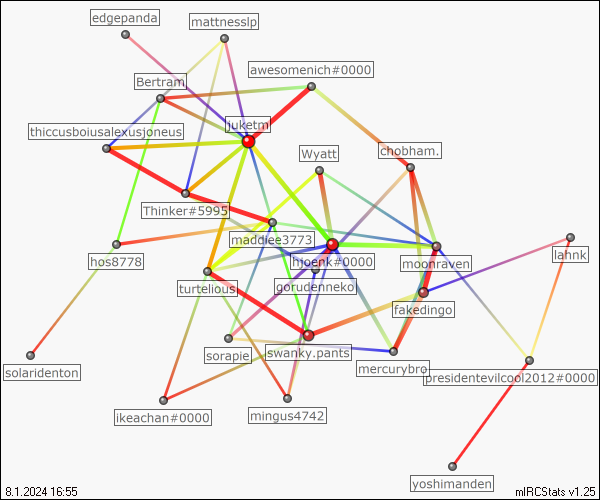 edgepanda
mattnesslp
awesomenich#0000
Bertram
juketm
thiccusboiusalexusjoneus
Wyatt
chobham.
Thinker#5995
maddiee3773
hjoenk#0000
lahnk
hos8778
moonraven
turtelious
gorudenneko
fakedingo
solaridenton
sorapie
swanky.pants
mercurybro
presidentevilcool2012#0000
ikeachan#0000
mingus4742
yoshimanden
8.1.2024 16:55
mIRCStats v1.25